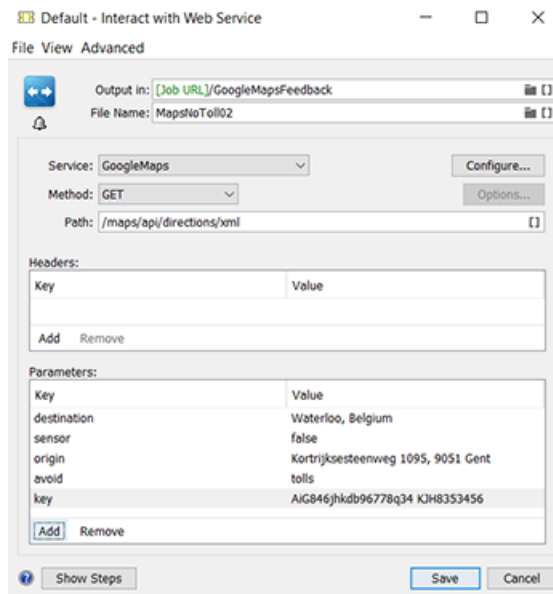 Default - Interact with Web Service
File View Advanced
Output in: [Job URL]/GoogleMapsFeedback
File Name: MapsNoToll02
Service: GoogleMaps Configure...
Method: GET Options...
Path: /maps/api/directions/xml
Headers:
Key Value
Add Remove
Parameters:
Key Value
destination Waterloo, Belgium
sensor false
origin Kortrijksesteenweg 1095, 9051 Gent
avoid tolls
key AiG846jhkdb96778q34 KJH8353456
Add Remove
Show Steps Save Cancel